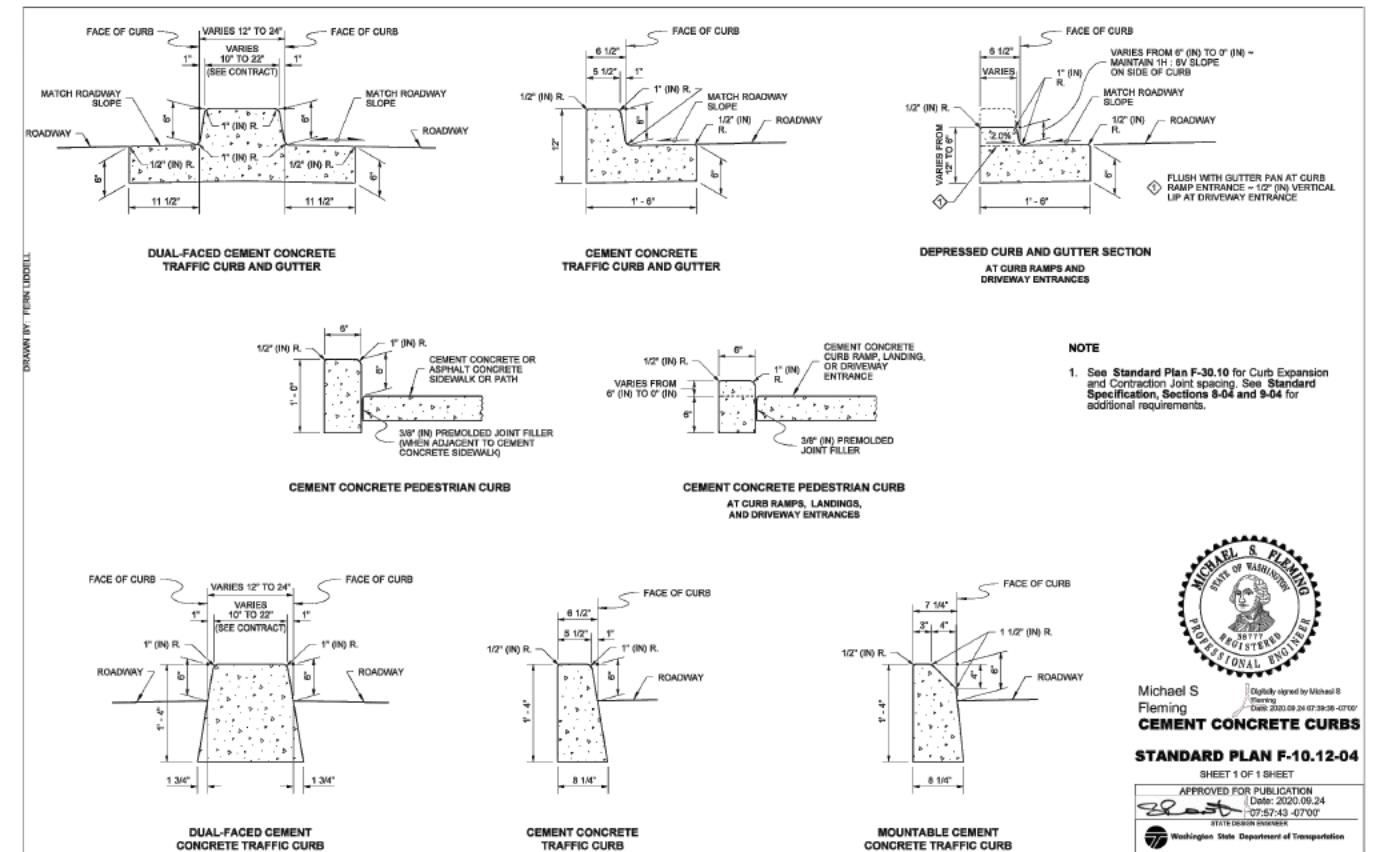 FACE OF CURB
VARIES 12" TO 24"
FACE OF CURB
VARIES
10" TO 22"
(SEE CONTRACT)
1"
1"
MATCH ROADWAY
SLOPE
MATCH ROADWAY
SLOPE
6"
1" (IN) R.
6"
ROADWAY
ROADWAY
1/2" (IN) R.
1" (IN) R.
1/2" (IN) R.
6"
6"
11 1/2"
11 1/2"
DUAL-FACED CEMENT CONCRETE
TRAFFIC CURB AND GUTTER
FACE OF CURB
6 1/2"
5 1/2"
1"
1/2" (IN) R.
1" (IN) R.
MATCH ROADWAY
SLOPE
6"
1/2" (IN)
R.
ROADWAY
12"
6"
1' - 6"
CEMENT CONCRETE
TRAFFIC CURB AND GUTTER
FACE OF CURB
6 1/2"
VARIES
VARIES FROM 6" (IN) TO 0" (IN) ~
MAINTAIN 1H : 6V SLOPE
ON SIDE OF CURB
1" (IN)
R.
MATCH ROADWAY
SLOPE
1/2" (IN) R.
1/2" (IN)
R.
ROADWAY
2.0%
VARIES FROM
12" TO 6"
6"
1
1' - 6"
1
FLUSH WITH GUTTER PAN AT CURB
RAMP ENTRANCE ~ 1/2" (IN) VERTICAL
LIP AT DRIVEWAY ENTRANCE
DEPRESSED CURB AND GUTTER SECTION
AT CURB RAMPS AND
DRIVEWAY ENTRANCES
DRAWN BY: FERN LIDDELL
6"
1/2" (IN) R.
1" (IN) R.
CEMENT CONCRETE OR
ASPHALT CONCRETE
SIDEWALK OR PATH
6"
1' - 0"
3/8" (IN) PREMOLDED JOINT FILLER
(WHEN ADJACENT TO CEMENT
CONCRETE SIDEWALK)
CEMENT CONCRETE PEDESTRIAN CURB
6"
1/2" (IN) R.
1" (IN)
R.
CEMENT CONCRETE
CURB RAMP, LANDING,
OR DRIVEWAY
ENTRANCE
VARIES FROM
6" (IN) TO 0" (IN)
6"
3/8" (IN) PREMOLDED
JOINT FILLER
CEMENT CONCRETE PEDESTRIAN CURB
AT CURB RAMPS, LANDINGS,
AND DRIVEWAY ENTRANCES
NOTE
1. See Standard Plan F-30.10 for Curb Expansion
and Contraction Joint spacing. See Standard
Specification, Sections 8-04 and 9-04 for
additional requirements.
FACE OF CURB
VARIES 12" TO 24"
FACE OF CURB
VARIES
10" TO 22"
(SEE CONTRACT)
1"
1"
1" (IN) R.
1" (IN) R.
ROADWAY
6"
6"
ROADWAY
1' - 4"
1 3/4"
1 3/4"
DUAL-FACED CEMENT
CONCRETE TRAFFIC CURB
FACE OF CURB
6 1/2"
5 1/2"
1"
1/2" (IN) R.
1" (IN) R.
6"
ROADWAY
1' - 4"
8 1/4"
CEMENT CONCRETE
TRAFFIC CURB
FACE OF CURB
7 1/4"
3"
4"
1 1/2" (IN) R.
1/2" (IN) R.
4"
6"
ROADWAY
1' - 4"
8 1/4"
MOUNTABLE CEMENT
CONCRETE TRAFFIC CURB
MICHAEL S. FLEMING
STATE OF WASHINGTON
38777
REGISTERED
PROFESSIONAL ENGINEER
Michael S
Fleming
Digitally signed by Michael S
Fleming
Date: 2020.09.24 07:39:38 -07'00'
CEMENT CONCRETE CURBS
STANDARD PLAN F-10.12-04
SHEET 1 OF 1 SHEET
APPROVED FOR PUBLICATION
Date: 2020.09.24
07:57:43 -07'00'
STATE DESIGN ENGINEER
Washington State Department of Transportation